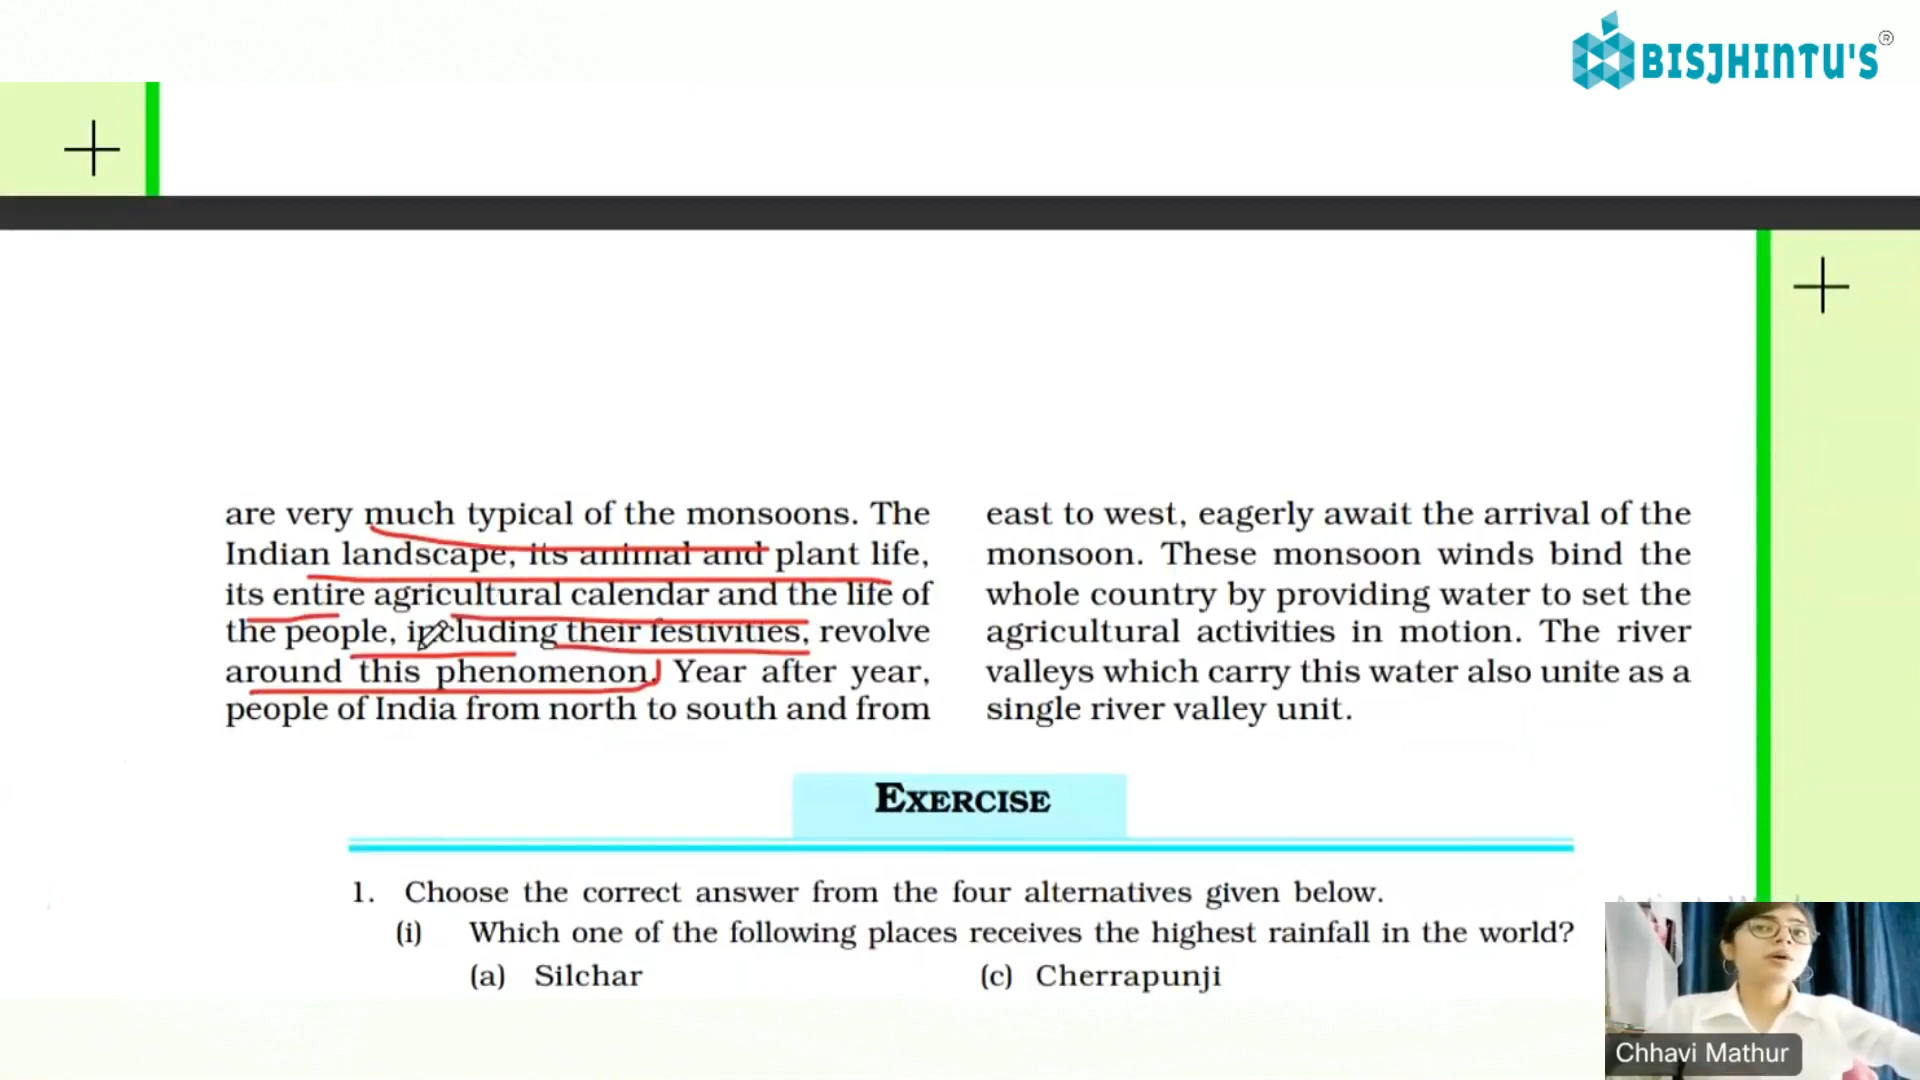 BISJHINTU'S®
are very much typical of the monsoons. The
Indian landscape, its animal and plant life,
its entire agricultural calendar and the life of
the people, including their festivities, revolve
around this phenomenon. Year after year,
people of India from north to south and from
east to west, eagerly await the arrival of the
monsoon. These monsoon winds bind the
whole country by providing water to set the
agricultural activities in motion. The river
valleys which carry this water also unite as a
single river valley unit.
EXERCISE
1. Choose the correct answer from the four alternatives given below.
(i) Which one of the following places receives the highest rainfall in the world?
(a) Silchar (c) Cherrapunji
Chhavi Mathur